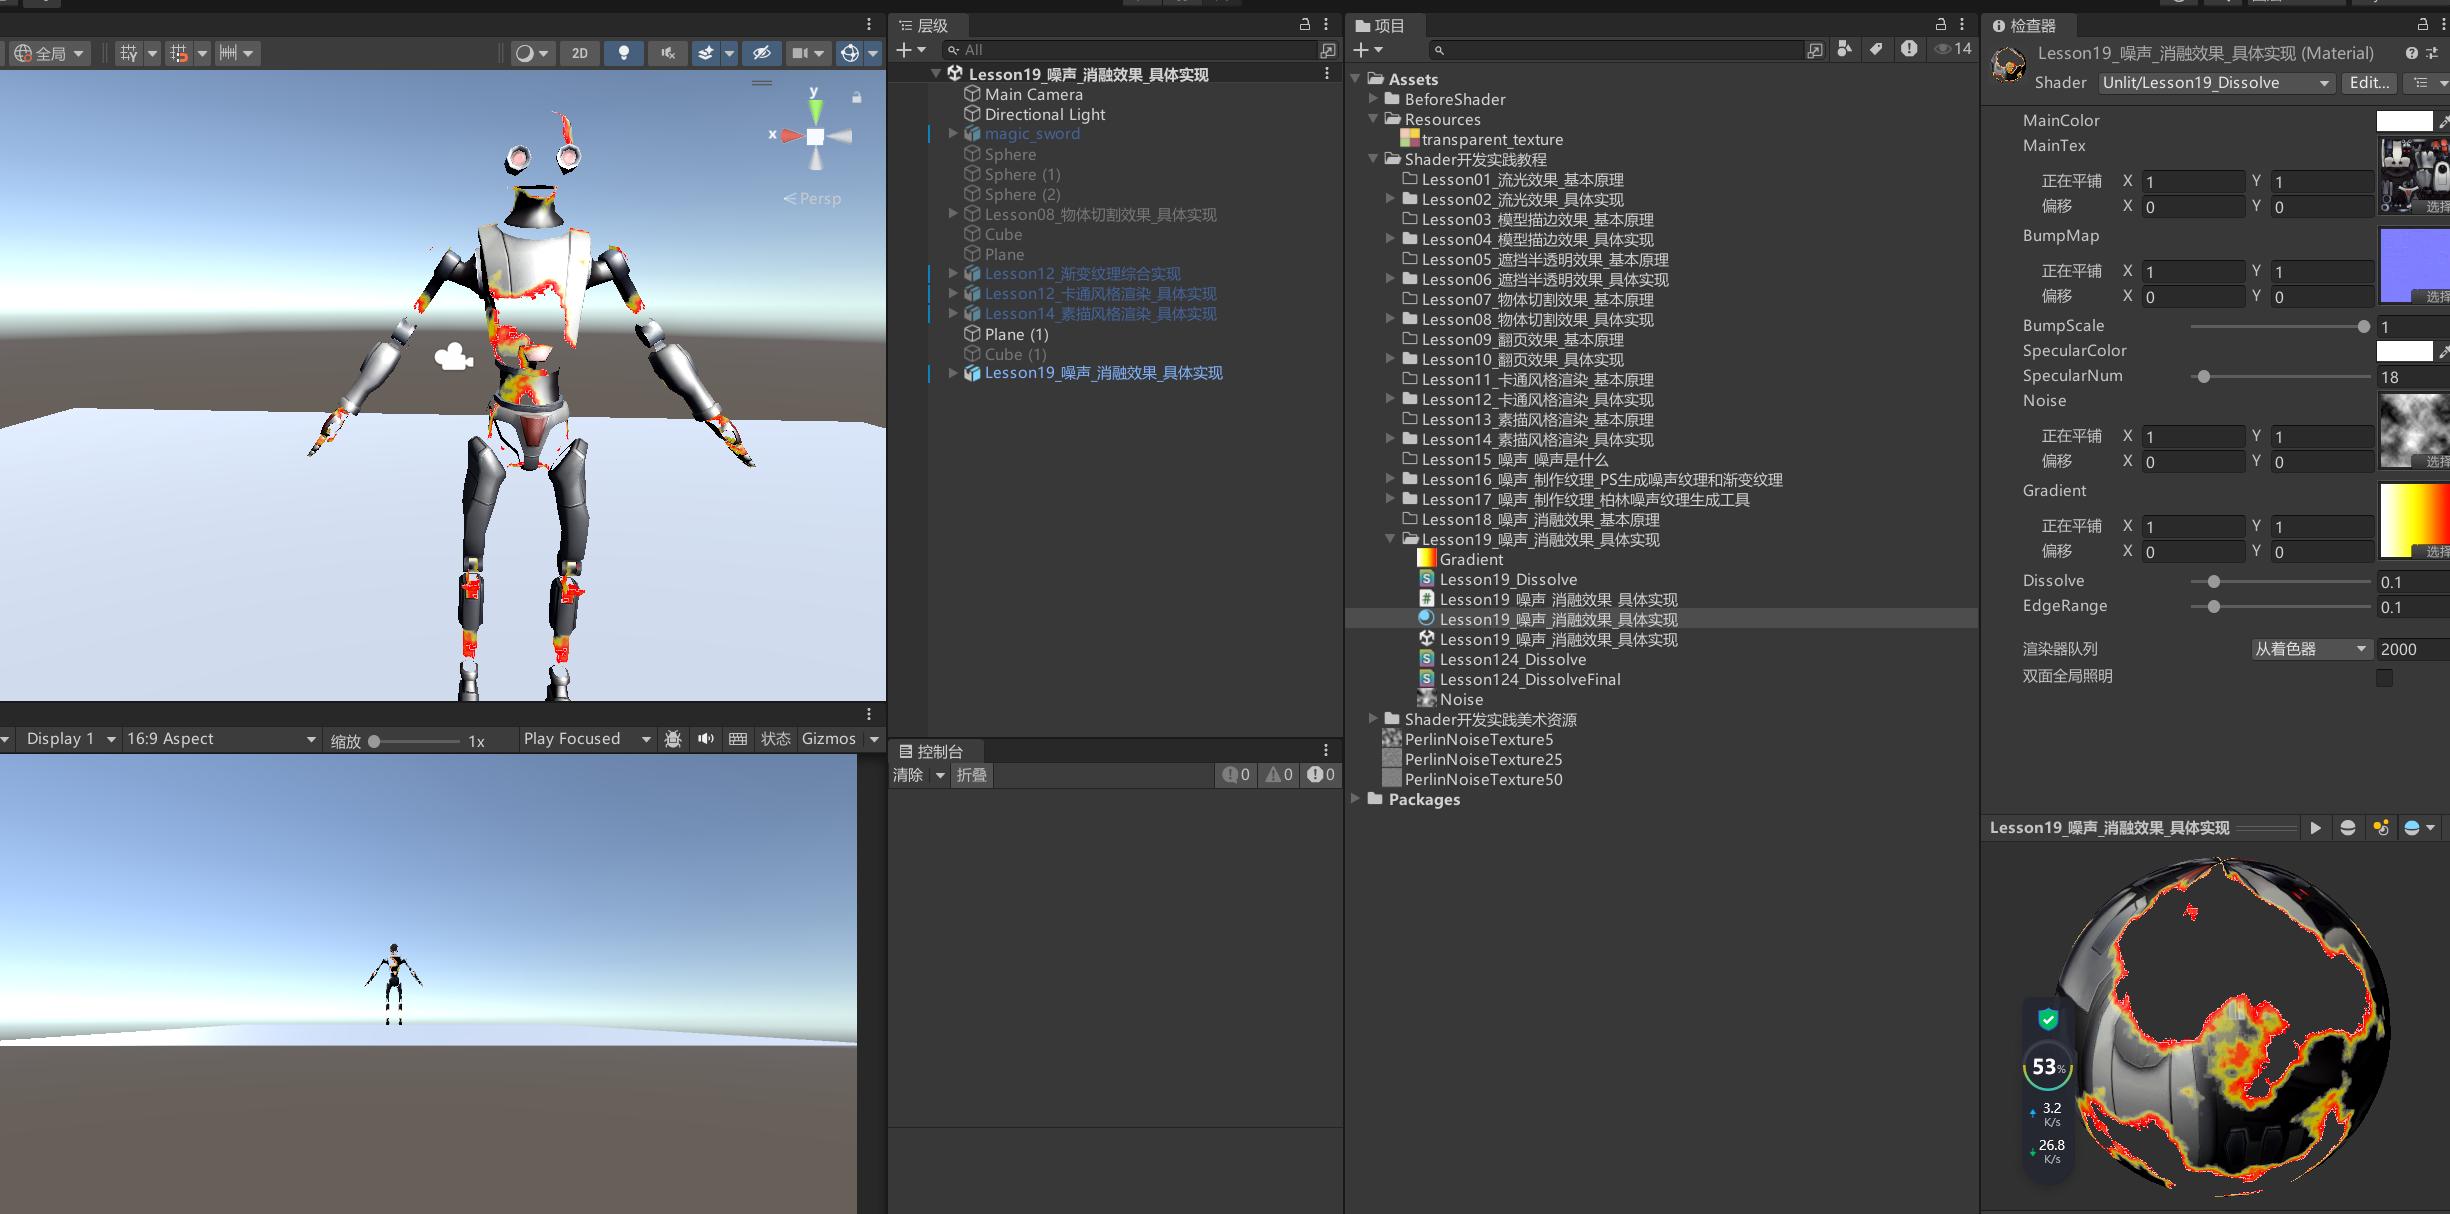 全局
2D
y
x
Persp
Display 1
16:9 Aspect
缩放
1x
Play Focused
状态
Gizmos
层级
All
Lesson19_噪声_消融效果_具体实现
Main Camera
Directional Light
magic_sword
Sphere
Sphere (1)
Sphere (2)
Lesson08_物体切割效果_具体实现
Cube
Plane
Lesson12_渐变纹理综合实现
Lesson12_卡通风格渲染_具体实现
Lesson14_素描风格渲染_具体实现
Plane (1)
Cube (1)
Lesson19_噪声_消融效果_具体实现
控制台
清除
折叠
0
0
0
项目
14
Assets
BeforeShader
Resources
transparent_texture
Shader开发实践教程
Lesson01_流光效果_基本原理
Lesson02_流光效果_具体实现
Lesson03_模型描边效果_基本原理
Lesson04_模型描边效果_具体实现
Lesson05_遮挡半透明效果_基本原理
Lesson06_遮挡半透明效果_具体实现
Lesson07_物体切割效果_基本原理
Lesson08_物体切割效果_具体实现
Lesson09_翻页效果_基本原理
Lesson10_翻页效果_具体实现
Lesson11_卡通风格渲染_基本原理
Lesson12_卡通风格渲染_具体实现
Lesson13_素描风格渲染_基本原理
Lesson14_素描风格渲染_具体实现
Lesson15_噪声_噪声是什么
Lesson16_噪声_制作纹理_PS生成噪声纹理和渐变纹理
Lesson17_噪声_制作纹理_柏林噪声纹理生成工具
Lesson18_噪声_消融效果_基本原理
Lesson19_噪声_消融效果_具体实现
Gradient
Lesson19_Dissolve
Lesson19_噪声_消融效果_具体实现
Lesson19_噪声_消融效果_具体实现
Lesson19_噪声_消融效果_具体实现
Lesson124_Dissolve
Lesson124_DissolveFinal
Noise
Shader开发实践美术资源
PerlinNoiseTexture5
PerlinNoiseTexture25
PerlinNoiseTexture50
Packages
检查器
Lesson19_噪声_消融效果_具体实现 (Material)
Shader Unlit/Lesson19_Dissolve Edit...
MainColor
MainTex
正在平铺 X 1 Y 1
偏移 X 0 Y 0 选择
BumpMap
正在平铺 X 1 Y 1
偏移 X 0 Y 0 选择
BumpScale 1
SpecularColor
SpecularNum 18
Noise
正在平铺 X 1 Y 1
偏移 X 0 Y 0 选择
Gradient
正在平铺 X 1 Y 1
偏移 X 0 Y 0 选择
Dissolve 0.1
EdgeRange 0.1
渲染器队列 从着色器 2000
双面全局照明
Lesson19_噪声_消融效果_具体实现
53%
3.2
K/s
26.8
K/s